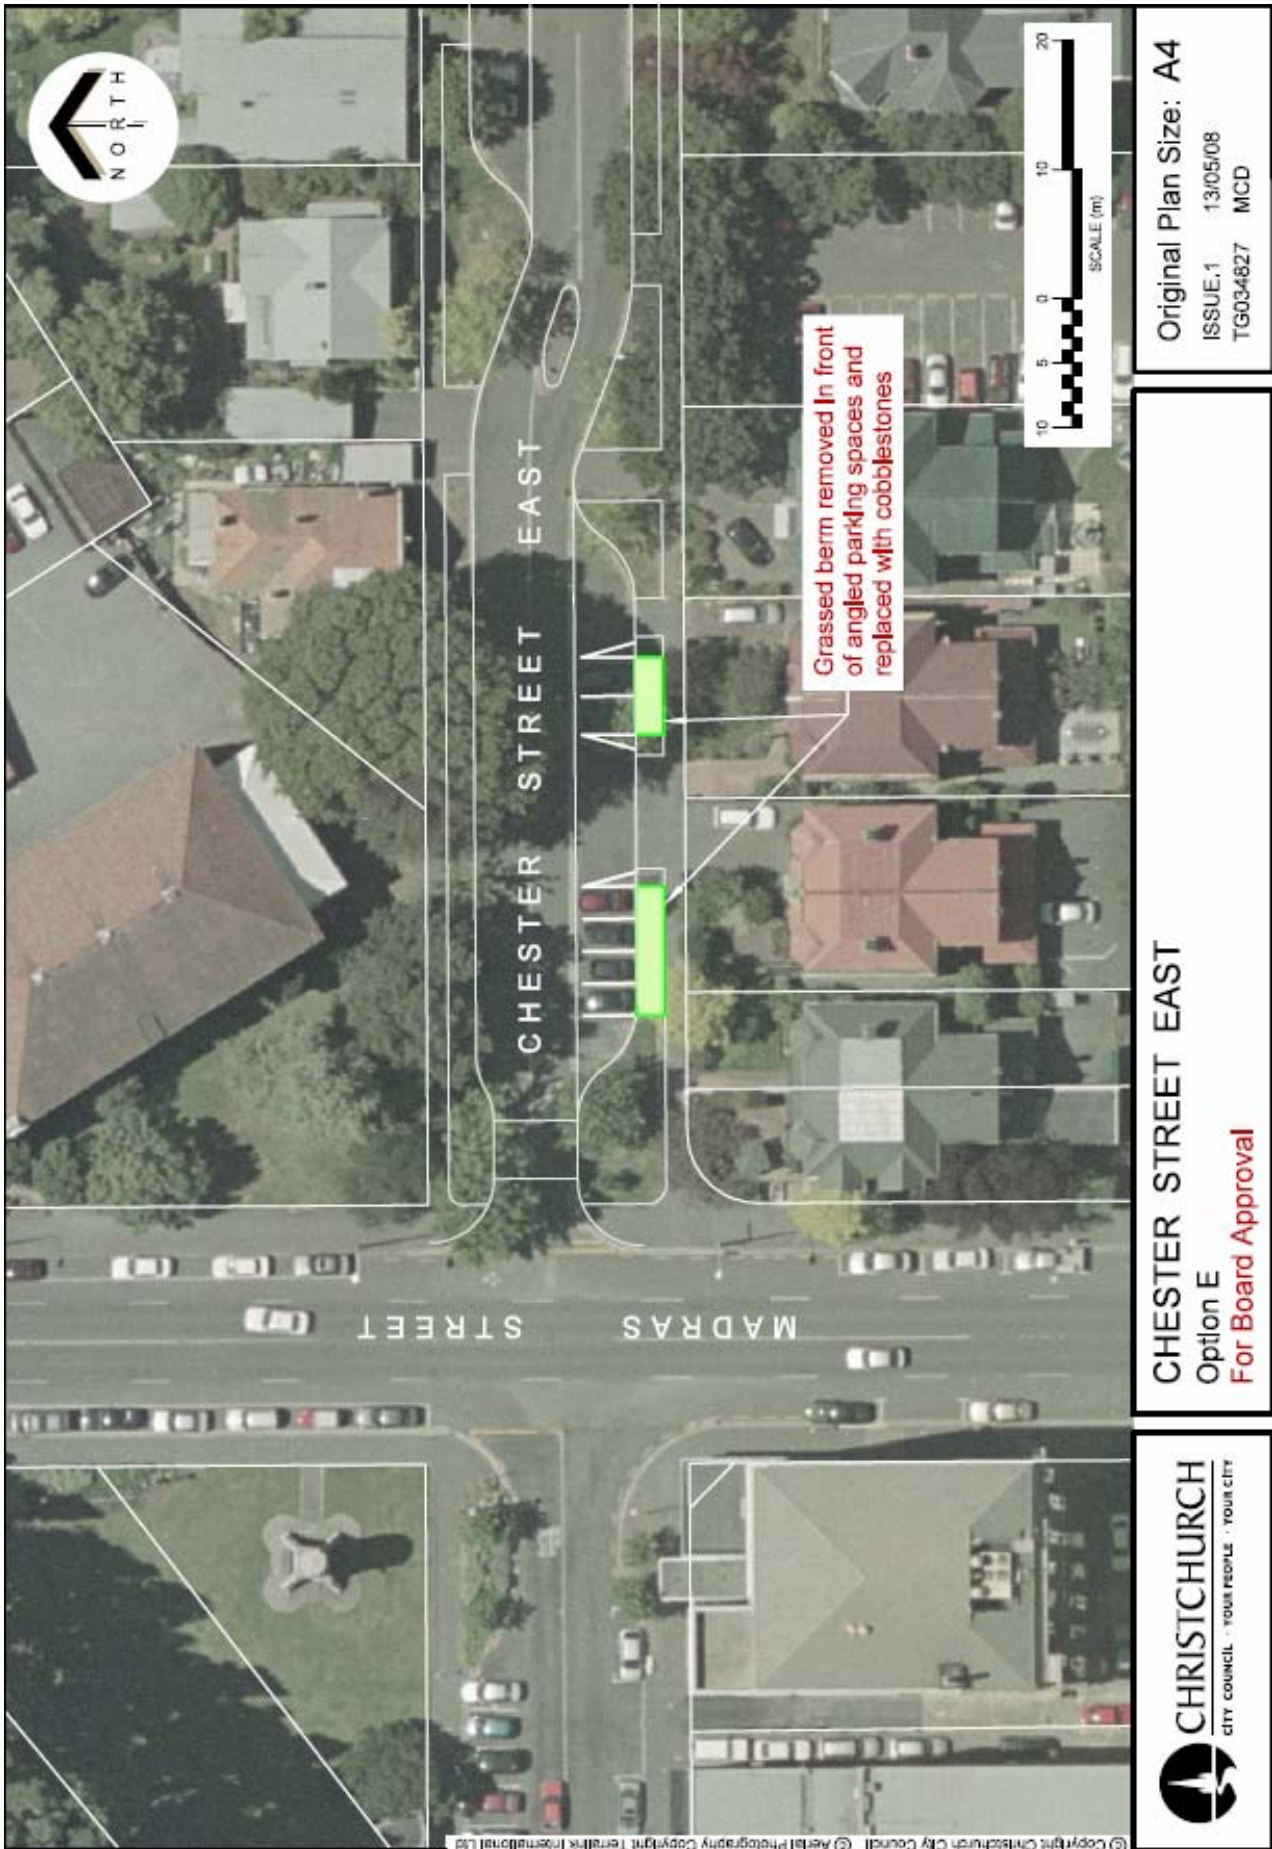 NORTH
CHESTER STREET EAST
MADRAS STREET
Grassed berm removed in front
of angled parking spaces and
replaced with cobblestones
10 5 0 10 20
SCALE (m)
© Copyright Christchurch City Council © Aerial Photography Copyright Terralink International Ltd
CHRISTCHURCH
CITY COUNCIL · YOUR PEOPLE · YOUR CITY
CHESTER STREET EAST
Option E
For Board Approval
Original Plan Size: A4
ISSUE.1 13/05/08
TG034827 MCD